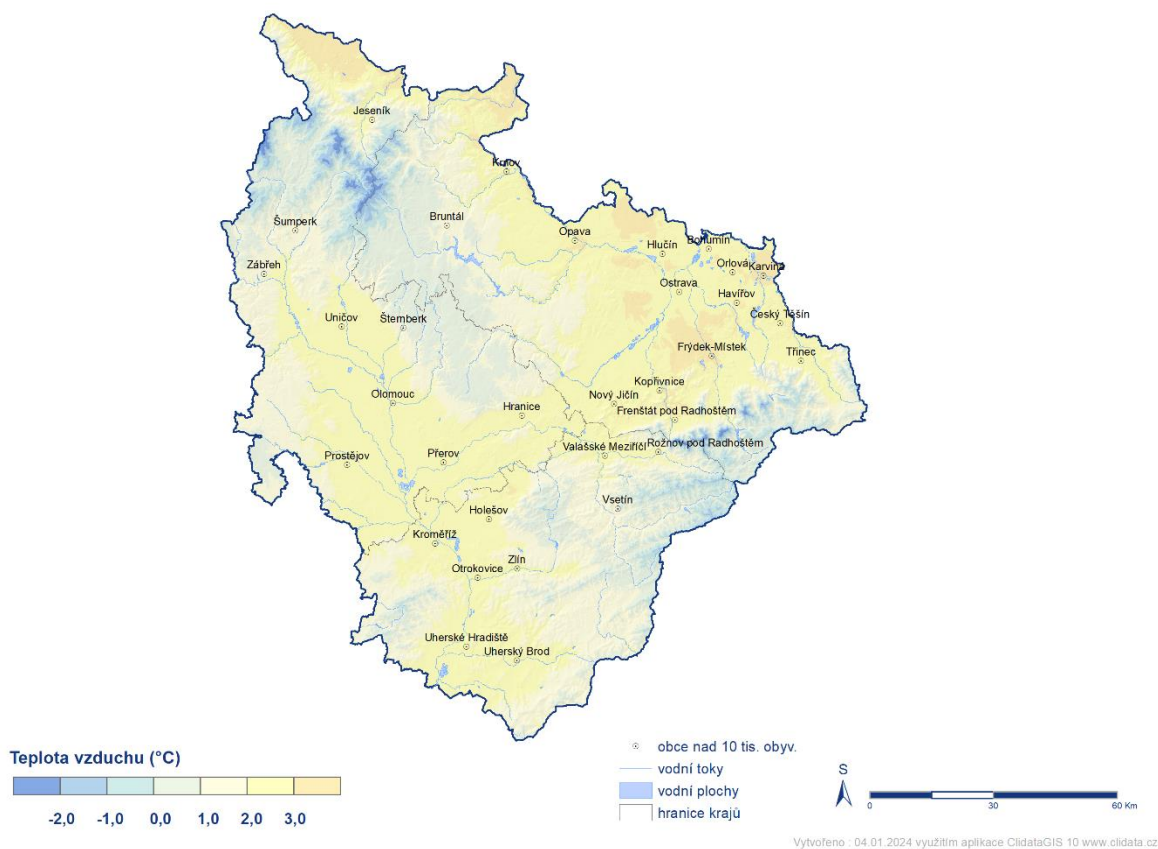 Jeseník
Krnov
Bruntál
Šumperk
Opava
Hlučín
Bohumín
Zábřeh
Orlová
Karviná
Ostrava
Havířov
Český Těšín
Uničov
Šternberk
Frýdek-Místek
Třinec
Kopřivnice
Olomouc
Nový Jičín
Hranice
Frenštát pod Radhoštěm
Valašské Meziříčí
Rožnov pod Radhoštěm
Prostějov
Přerov
Vsetín
Holešov
Kroměříž
Zlín
Otrokovice
Uherské Hradiště
Uherský Brod
Teplota vzduchu (°C)
-2,0 -1,0 0,0 1,0 2,0 3,0
obce nad 10 tis. obyv.
vodní toky
vodní plochy
hranice krajů
S
0 30 60 Km
Vytvořeno : 04.01.2024 využitím aplikace ClidataGIS 10 www.clidata.cz